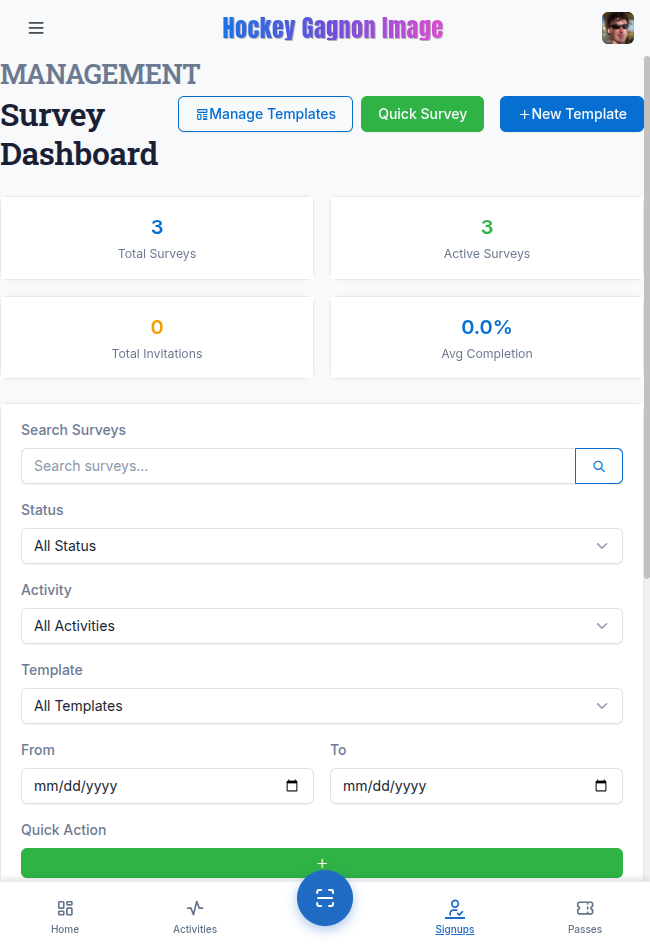 Hockey Gagnon Image
MANAGEMENT
Survey
Dashboard
Manage Templates
Quick Survey
+New Template
3
Total Surveys
3
Active Surveys
0
Total Invitations
0.0%
Avg Completion
Search Surveys
Search surveys...
Status
All Status
Activity
All Activities
Template
All Templates
From
To
mm/dd/yyyy
mm/dd/yyyy
Quick Action
+
Home
Activities
Signups
Passes